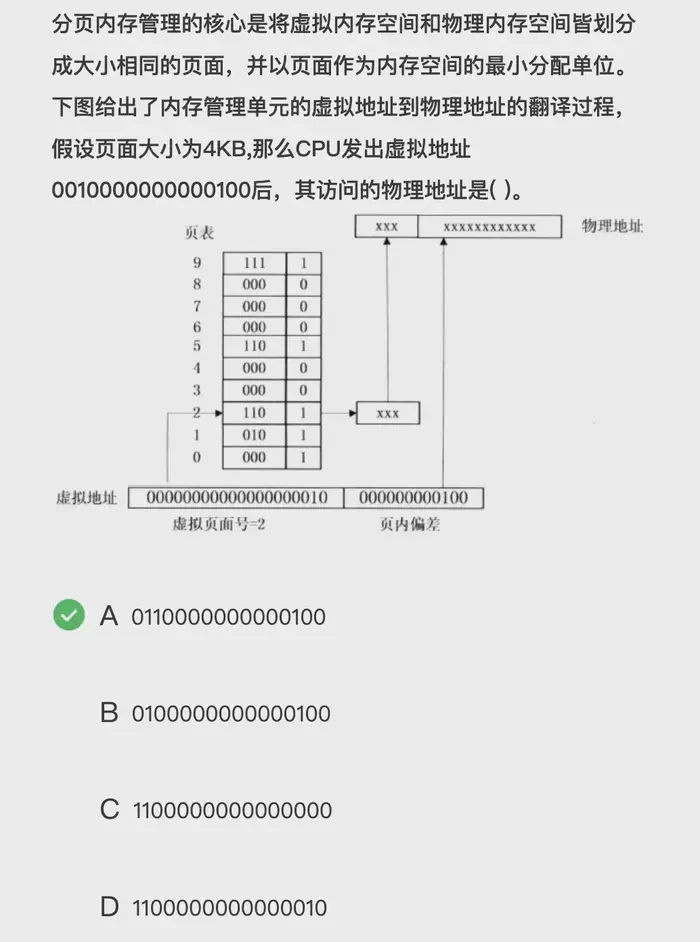 分页内存管理的核心是将虚拟内存空间和物理内存空间皆划分
成大小相同的页面，并以页面作为内存空间的最小分配单位。
下图给出了内存管理单元的虚拟地址到物理地址的翻译过程，
假设页面大小为4KB,那么CPU发出虚拟地址
0010000000000100后，其访问的物理地址是( )。
xxx xxxxxxxxxxxx 物理地址
页表
9 111 1
8 000 0
7 000 0
6 000 0
5 110 1
4 000 0
3 000 0
2 110 1 xxx
1 010 1
0 000 1
虚拟地址 00000000000000000010 000000000100
虚拟页面号=2 页内偏差
A 0110000000000100
B 0100000000000100
C 1100000000000000
D 1100000000000010